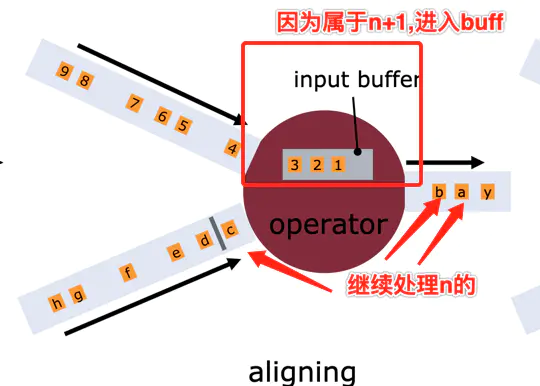 因为属于n+1,进入buff
input buffer
9 8 7 6 5 4
3 2 1
b a y
operator
c d e f g h
继续处理n的
aligning